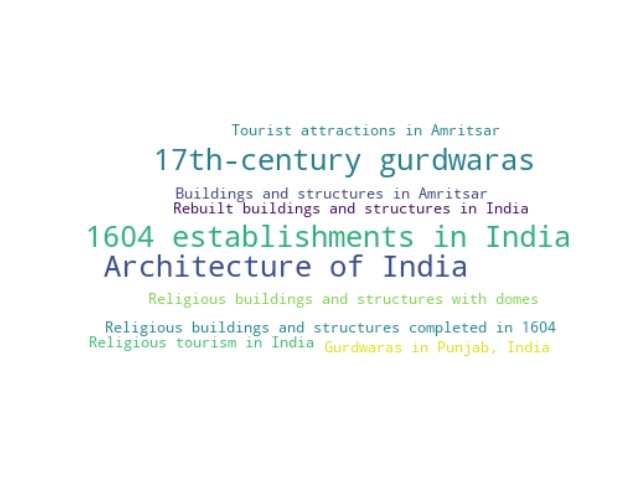 Tourist attractions in Amritsar
17th-century gurdwaras
Buildings and structures in Amritsar
Rebuilt buildings and structures in India
1604 establishments in India
Architecture of India
Religious buildings and structures with domes
Religious buildings and structures completed in 1604
Religious tourism in India
Gurdwaras in Punjab, India